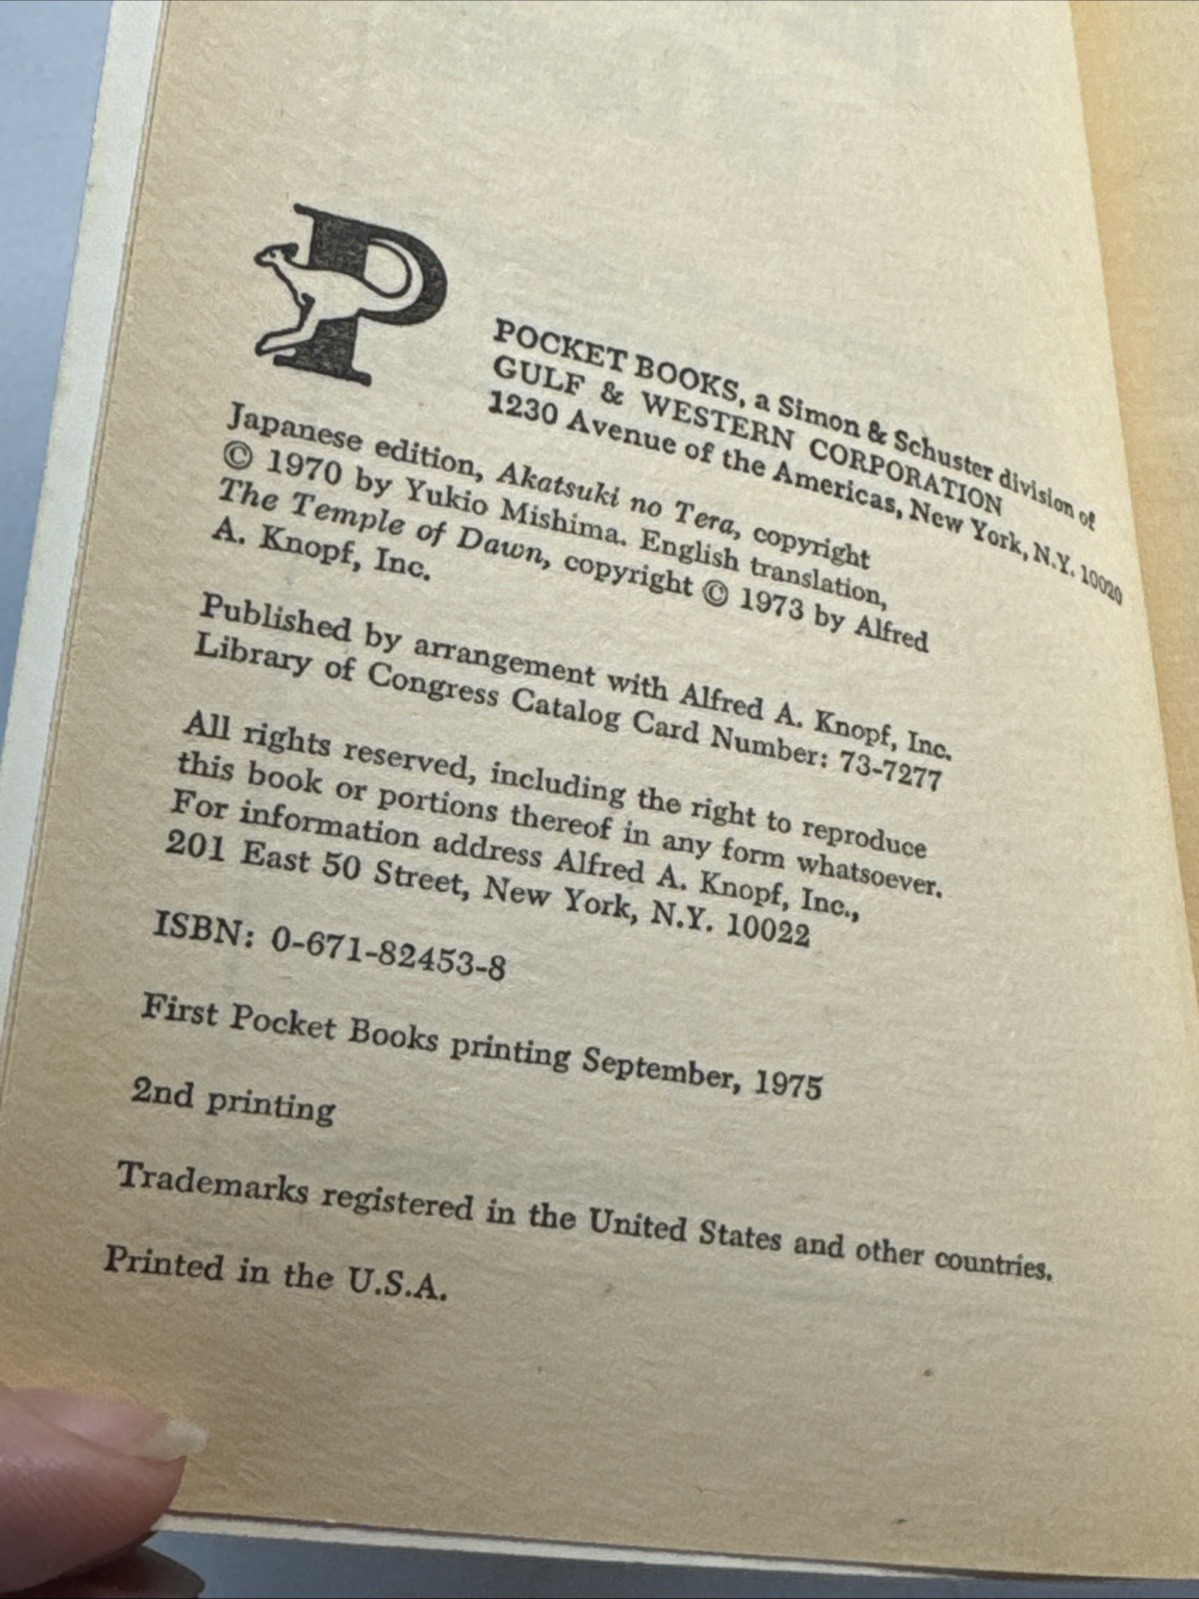 P
POCKET BOOKS, a Simon & Schuster division of
GULF & WESTERN CORPORATION
1230 Avenue of the Americas, New York, N.Y. 10020
Japanese edition, Akatsuki no Tera, copyright
© 1970 by Yukio Mishima. English translation,
The Temple of Dawn, copyright © 1973 by Alfred
A. Knopf, Inc.
Published by arrangement with Alfred A. Knopf, Inc.
Library of Congress Catalog Card Number: 73-7277
All rights reserved, including the right to reproduce
this book or portions thereof in any form whatsoever.
For information address Alfred A. Knopf, Inc.,
201 East 50 Street, New York, N.Y. 10022
ISBN: 0-671-82453-8
First Pocket Books printing September, 1975
2nd printing
Trademarks registered in the United States and other countries.
Printed in the U.S.A.